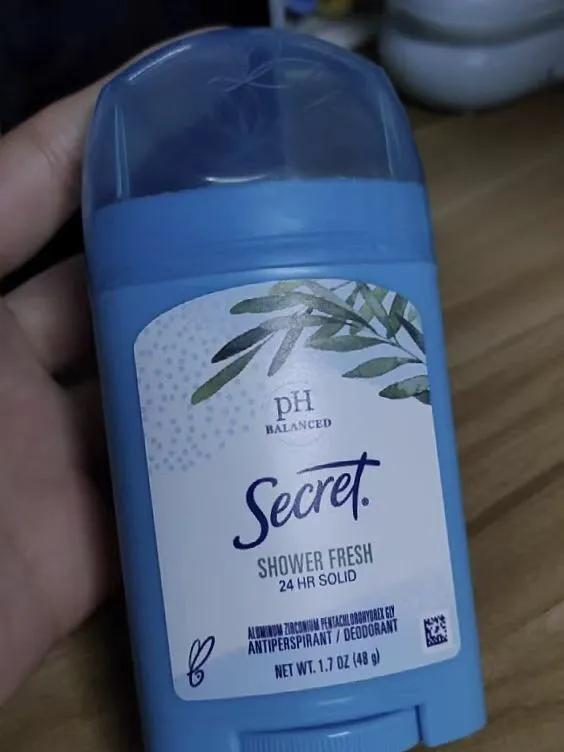 pH
BALANCED
Secret.
SHOWER FRESH
24 HR SOLID
ALUMINUM ZIRCONIUM PENTACHLOROHYDREX GLY
ANTIPERSPIRANT / DEODORANT
NET WT. 1.7 OZ (48 g)